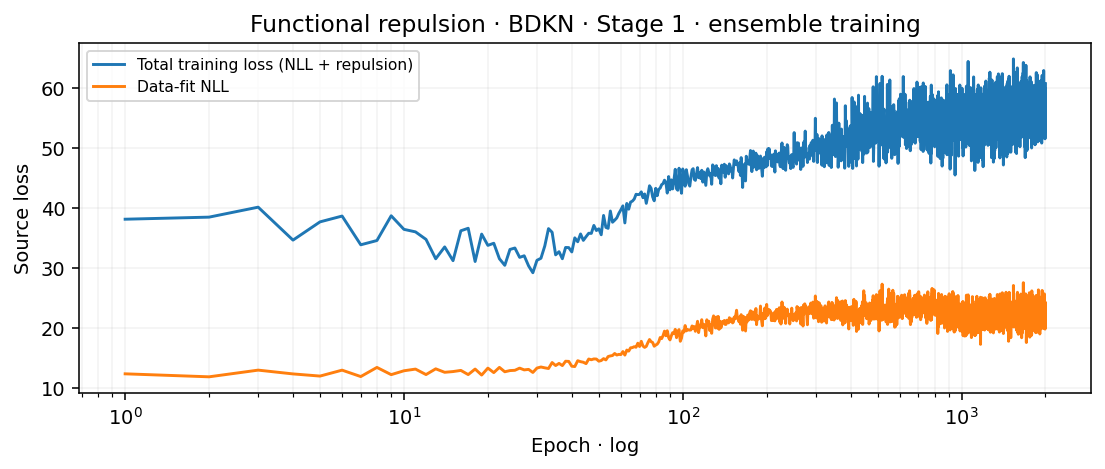 Functional repulsion · BDKN · Stage 1 · ensemble training
Total training loss (NLL + repulsion)
Data-fit NLL
Source loss
60
50
40
30
20
10
10⁰
10¹
10²
10³
Epoch · log